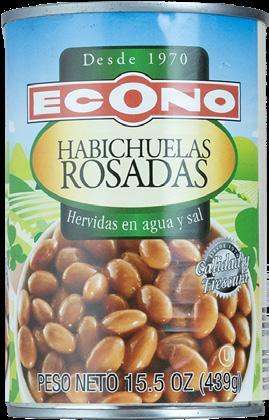 Desde 1970
ECONO
HABICHUELAS
ROSADAS
Hervidas en agua y sal
Calidad y
Frescura
U
PESO NETO 15.5 OZ (439g)